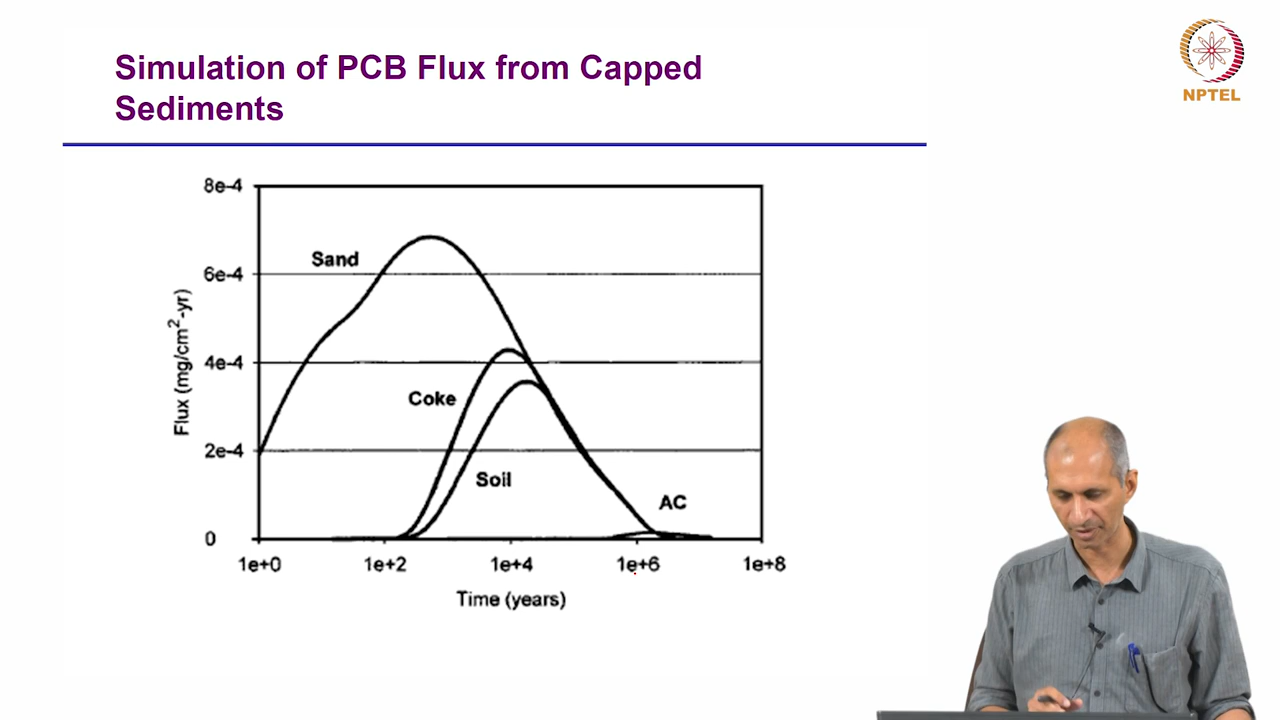 Simulation of PCB Flux from Capped
Sediments
NPTEL
8e-4
6e-4
4e-4
2e-4
0
Flux (mg/cm²-yr)
Sand
Coke
Soil
AC
1e+0
1e+2
1e+4
1e+6
1e+8
Time (years)